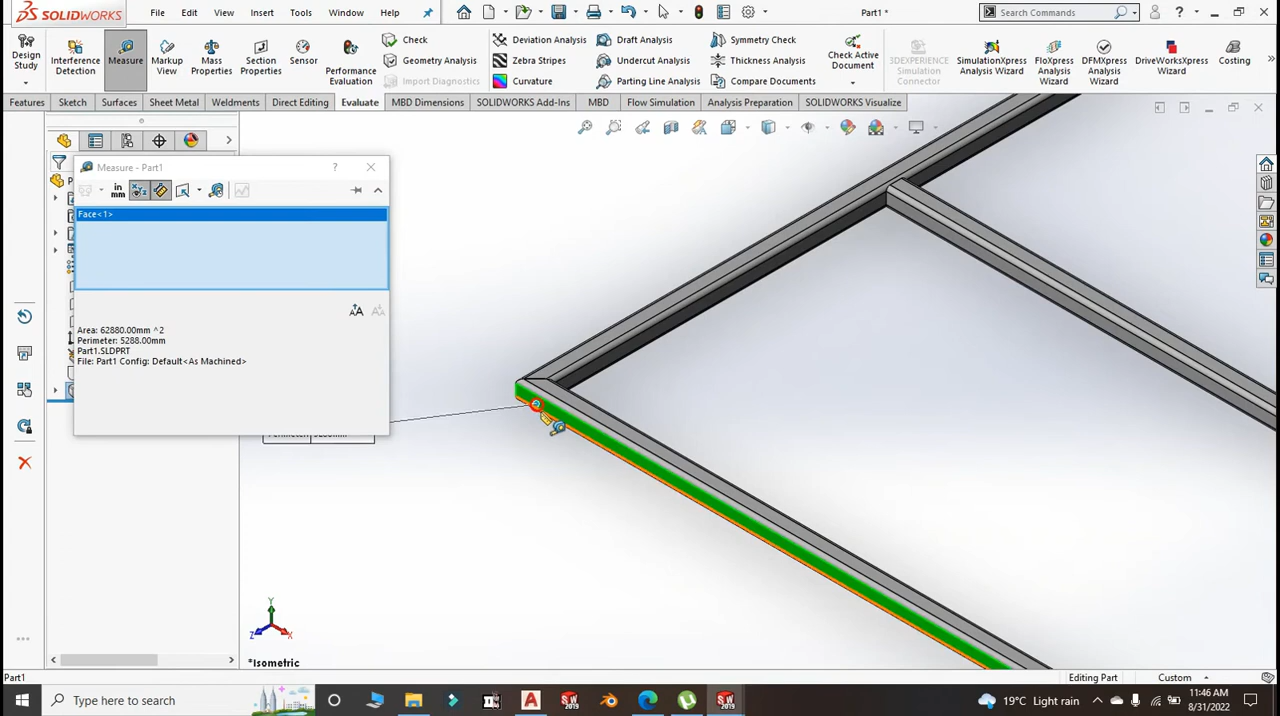 SOLIDWORKS
File Edit View Insert Tools Window Help
Part1 *
Search Commands
Design Study
Interference Detection
Measure
Markup View
Mass Properties
Section Properties
Sensor
Performance Evaluation
Check
Geometry Analysis
Import Diagnostics
Deviation Analysis
Zebra Stripes
Curvature
Draft Analysis
Undercut Analysis
Parting Line Analysis
Symmetry Check
Thickness Analysis
Compare Documents
Check Active Document
3DEXPERIENCE Simulation Connector
SimulationXpress Analysis Wizard
FloXpress Analysis Wizard
DFMXpress Analysis Wizard
DriveWorksXpress Wizard
Costing
Features Sketch Surfaces Sheet Metal Weldments Direct Editing Evaluate MBD Dimensions SOLIDWORKS Add-Ins MBD Flow Simulation Analysis Preparation SOLIDWORKS Visualize
Measure - Part1
in mm
Face<1>
Area: 62880.00mm ^2
Perimeter: 5288.00mm
Part1.SLDPRT
File: Part1 Config: Default<As Machined>
Y
Z
X
*Isometric
Part1
Editing Part
Custom
Type here to search
SW 2019
SW 2019
19°C Light rain
11:46 AM
8/31/2022